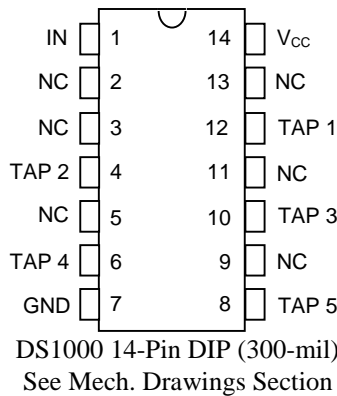 IN 1 14 VCC
NC 2 13 NC
NC 3 12 TAP 1
TAP 2 4 11 NC
NC 5 10 TAP 3
TAP 4 6 9 NC
GND 7 8 TAP 5
DS1000 14-Pin DIP (300-mil)
See Mech. Drawings Section